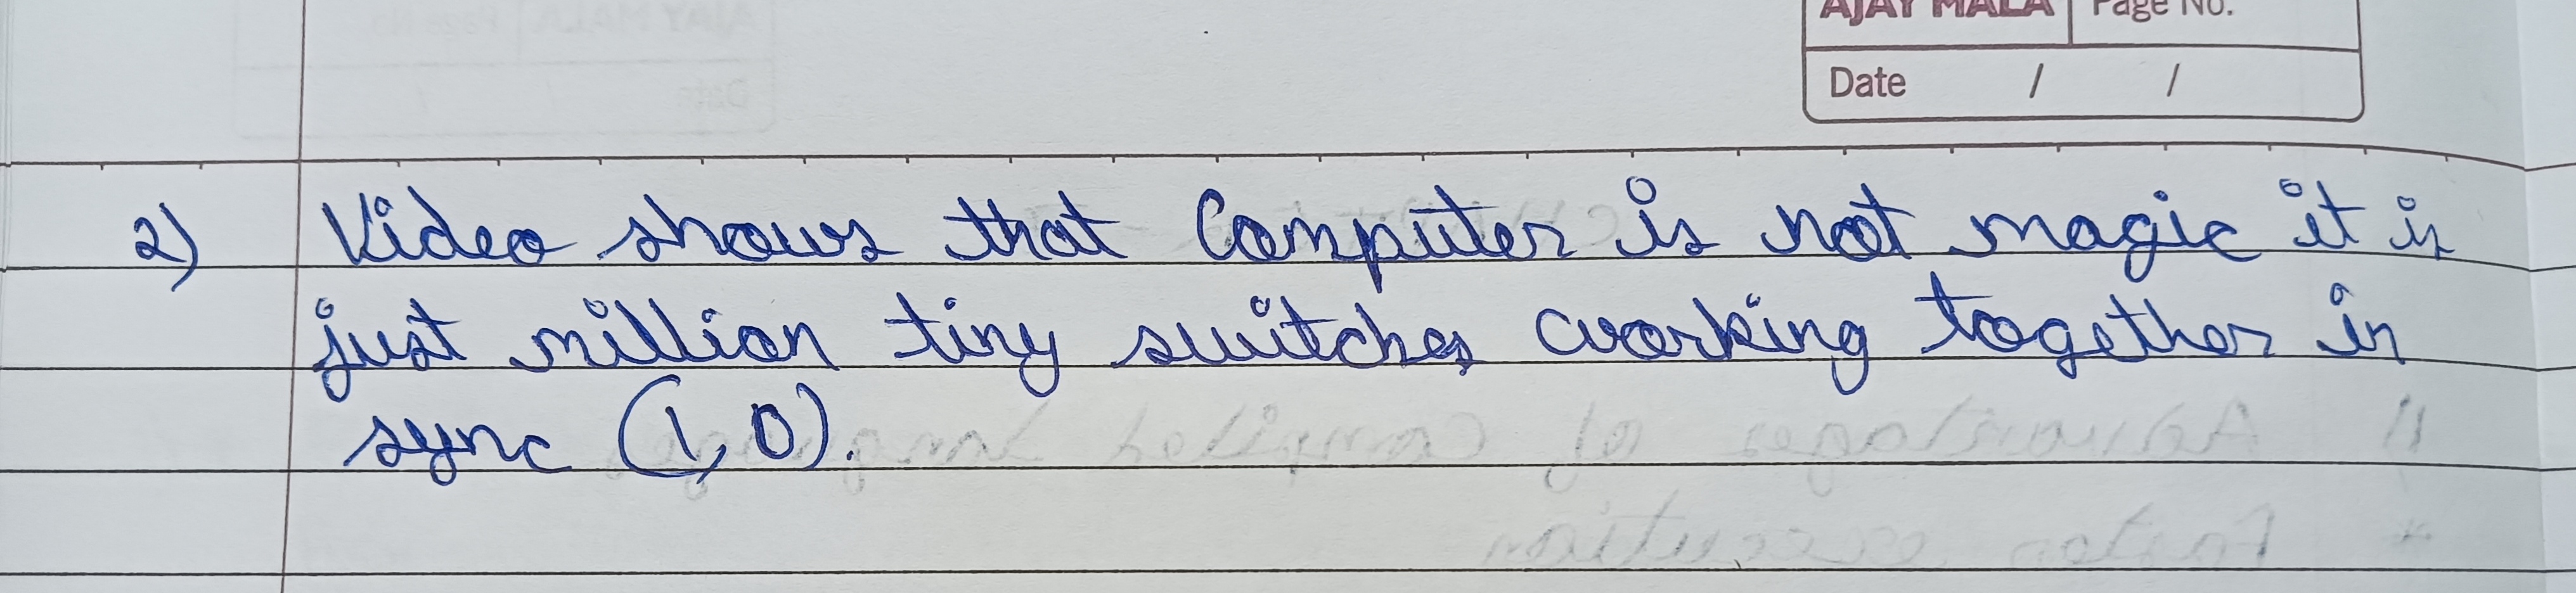 AJAY MALA Page No.
Date / /
2) Video shows that Computer is not magic it is
just million tiny switches working together in
sync (1, 0).